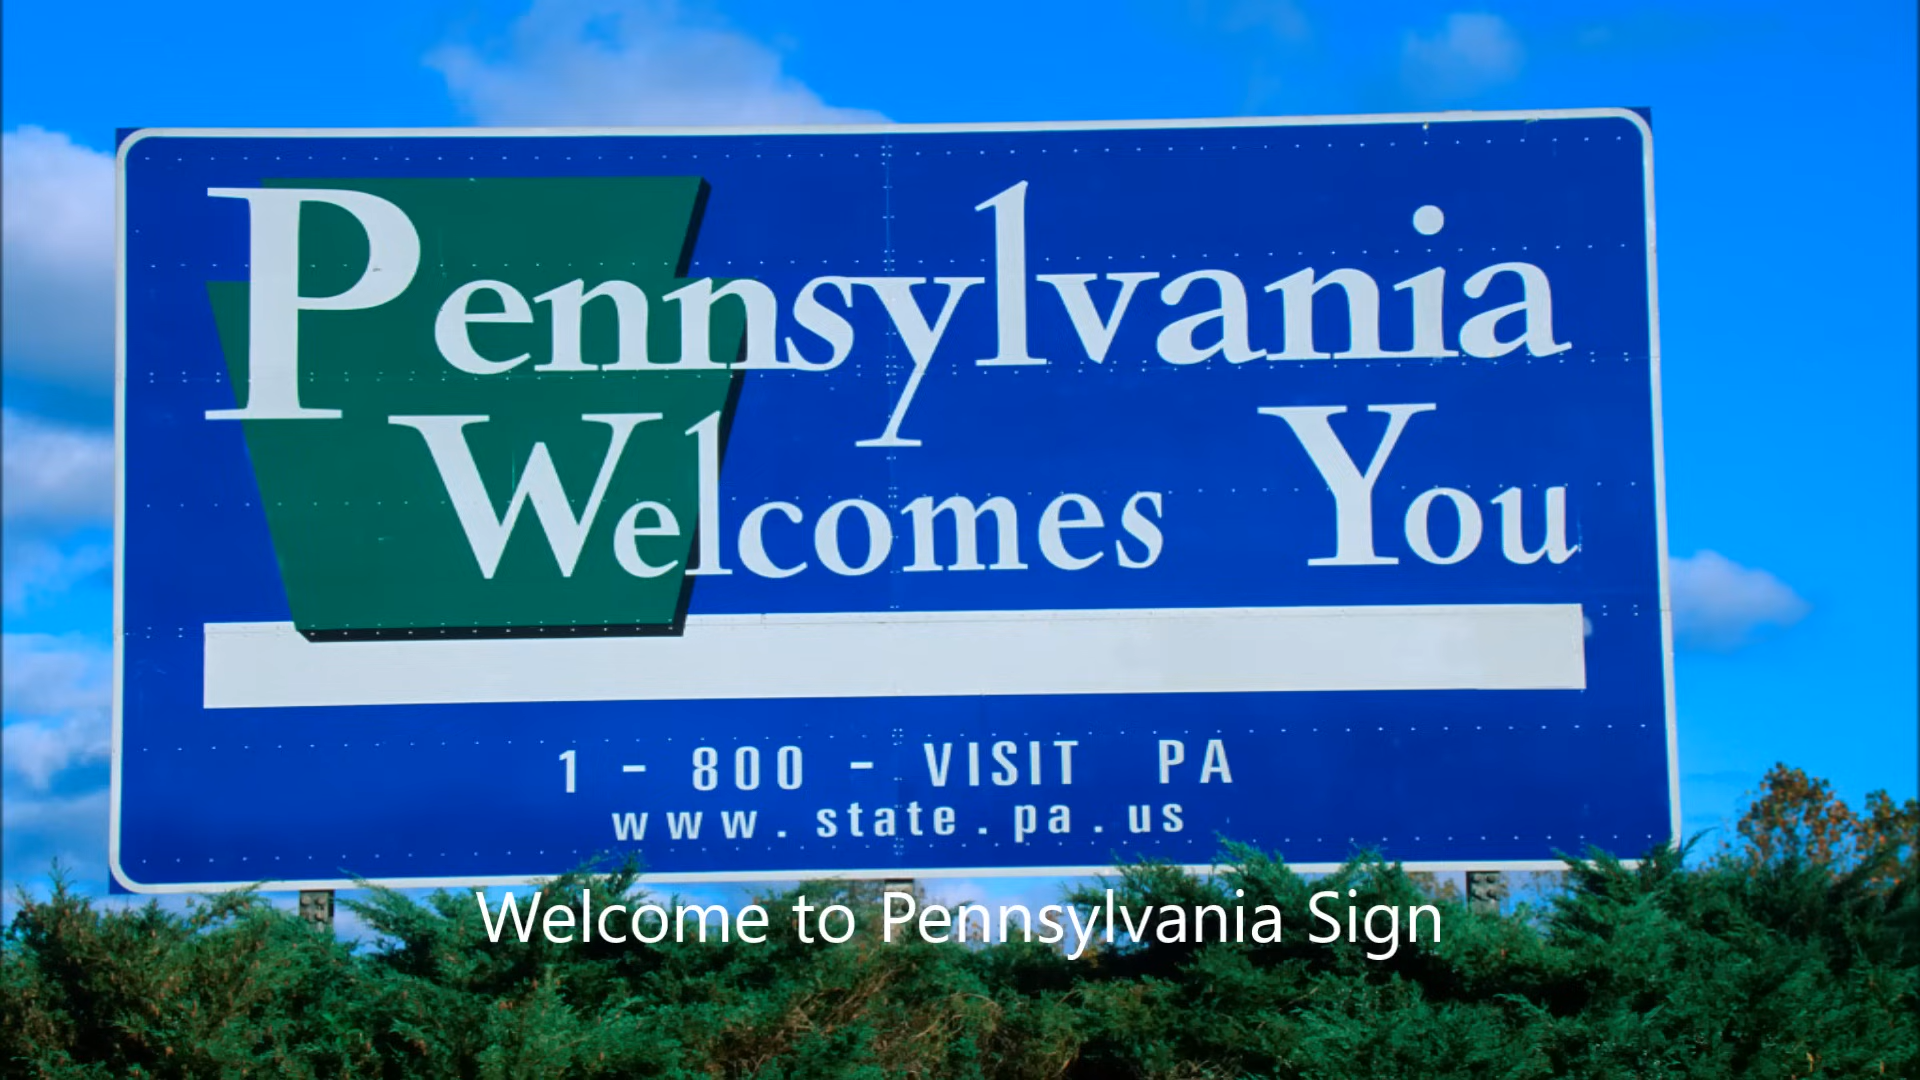 Pennsylvania
Welcomes You
1 - 800 - VISIT PA
www.state.pa.us
Welcome to Pennsylvania Sign